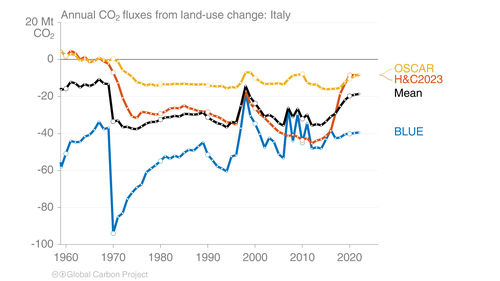 Annual CO₂ fluxes from land-use change: Italy
20 Mt
CO₂
0
-20
-40
-60
-80
-100
1960
1970
1980
1990
2000
2010
2020
OSCAR
H&C2023
Mean
BLUE
Global Carbon Project